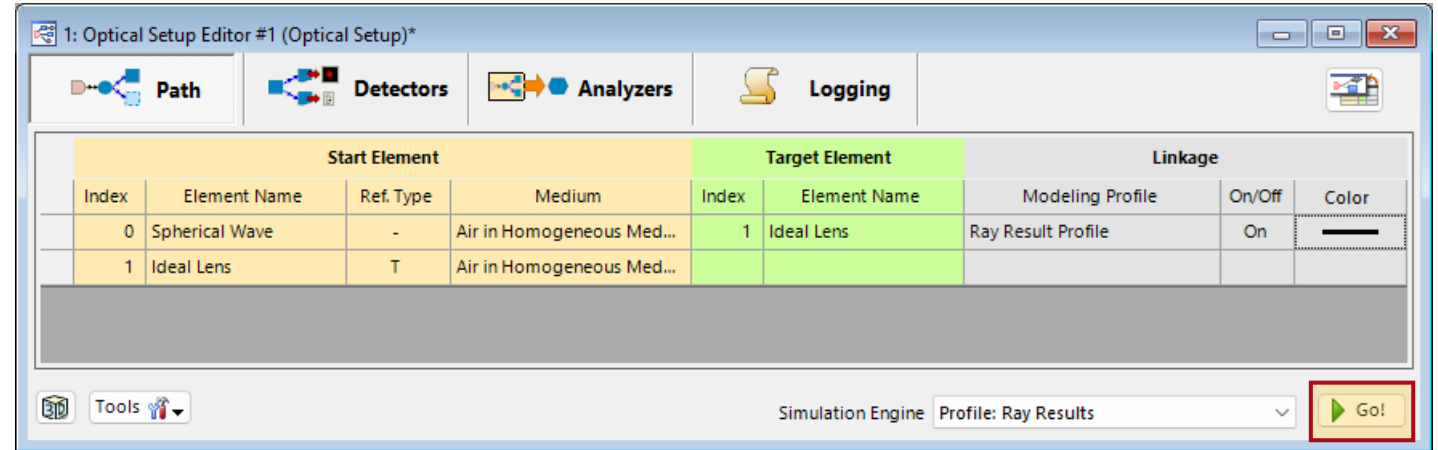 1: Optical Setup Editor #1 (Optical Setup)*
Path Detectors Analyzers Logging
Start Element Target Element Linkage
Index Element Name Ref. Type Medium Index Element Name Modeling Profile On/Off Color
0 Spherical Wave - Air in Homogeneous Med... 1 Ideal Lens Ray Result Profile On
1 Ideal Lens T Air in Homogeneous Med...
3D Tools Simulation Engine Profile: Ray Results Go!